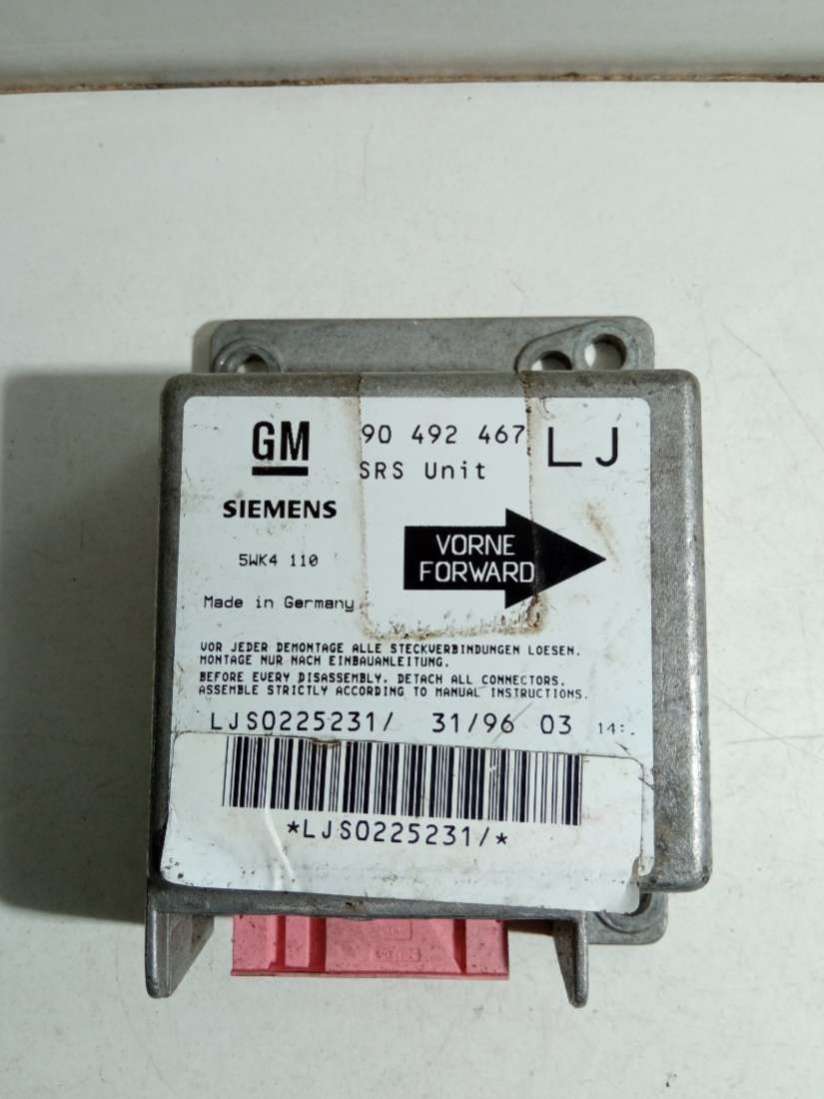 GM
90 492 467
LJ
SRS Unit
SIEMENS
VORNE
FORWARD
5WK4 110
Made in Germany
VOR JEDER DEMONTAGE ALLE STECKVERBINDUNGEN LOESEN.
MONTAGE NUR NACH EINBAUANLEITUNG.
BEFORE EVERY DISASSEMBLY. DETACH ALL CONNECTORS.
ASSEMBLE STRICTLY ACCORDING TO MANUAL INSTRUCTIONS.
LJS0225231/ 31/96 03
*LJS0225231/*